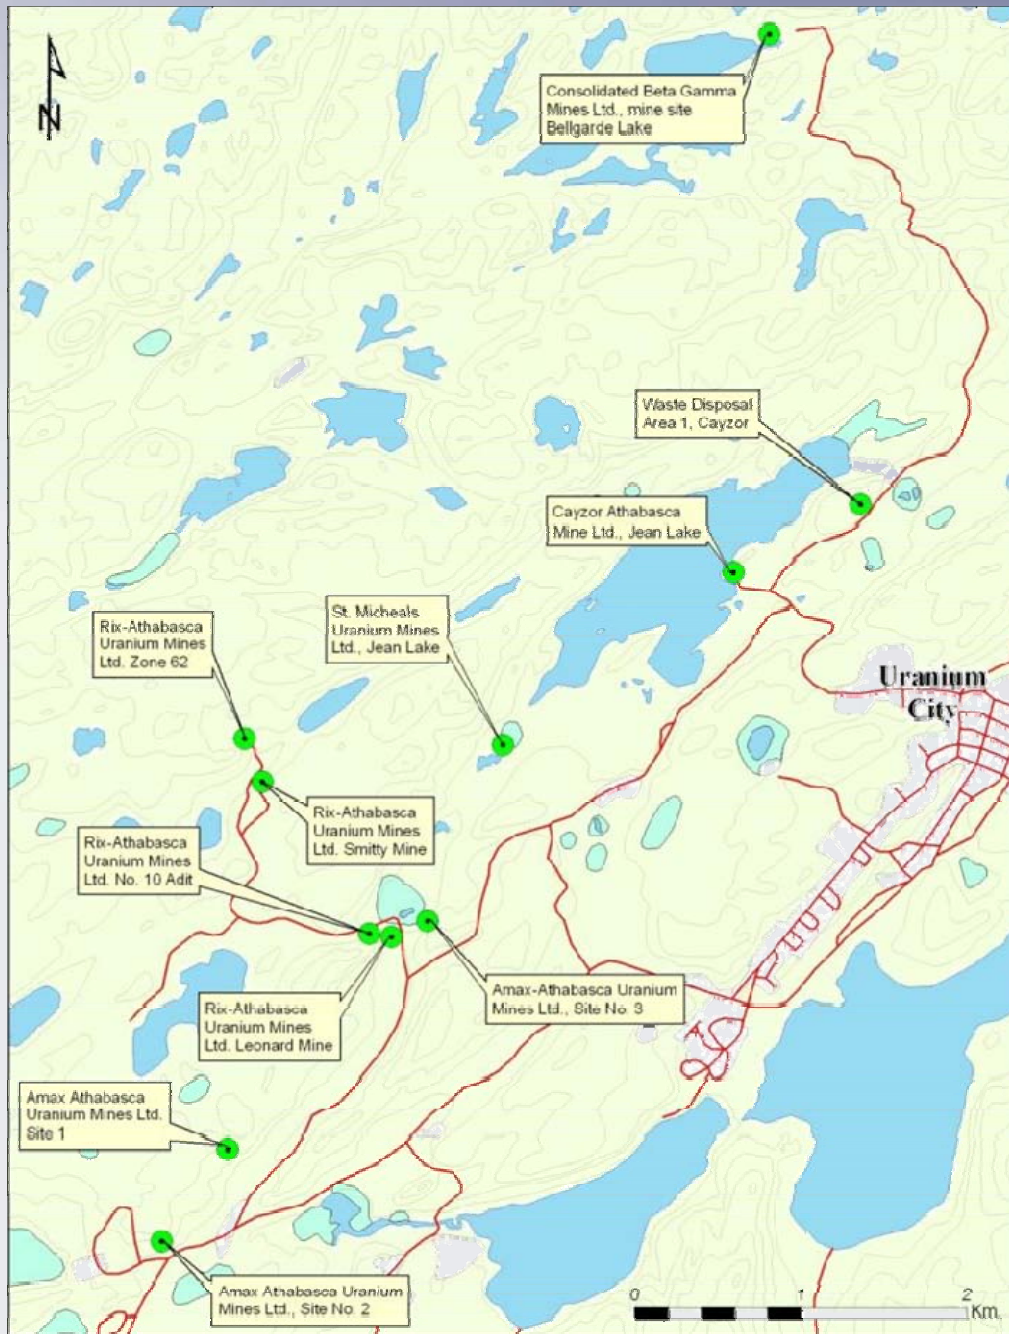 N
Consolidated Beta Gamma
Mines Ltd., mine site
Bellgarde Lake
Waste Disposal
Area 1, Cayzor
Cayzor Athabasca
Mine Ltd., Jean Lake
Rix-Athabasca
Uranium Mines
Ltd. Zone 62
St. Micheals
Uranium Mines
Ltd., Jean Lake
Uranium
City
Rix-Athabasca
Uranium Mines
Ltd. Smitty Mine
Rix-Athabasca
Uranium Mines
Ltd. No. 10 Adit
Amax-Athabasca Uranium
Mines Ltd., Site No. 3
Rix-Athabasca
Uranium Mines
Ltd. Leonard Mine
Amax Athabasca
Uranium Mines Ltd.
Site 1
Amax Athabasca Uranium
Mines Ltd., Site No. 2
0 1 2
Km.